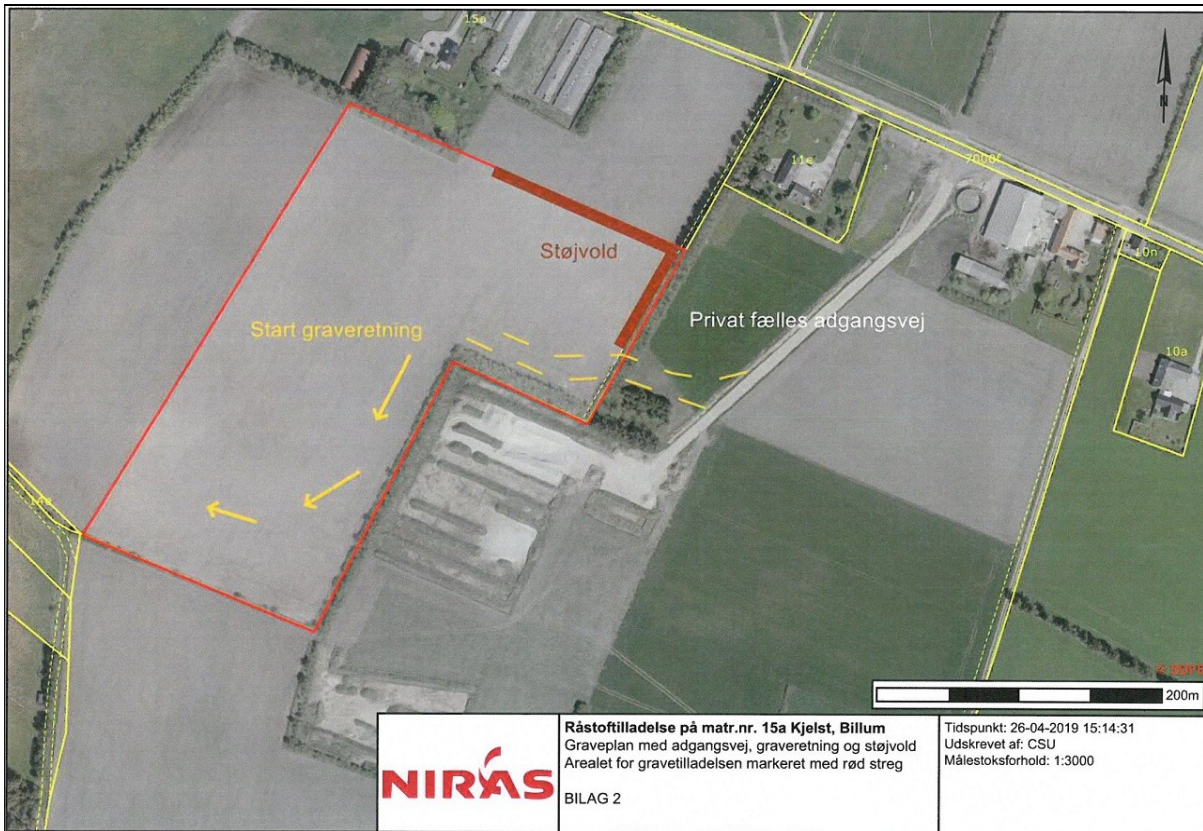 15a
N
11e
7000f
Støjvold
10n
Privat fælles adgangsvej
Start graveretning
10a
200m
NIRAS
Råstoftilladelse på matr.nr. 15a Kjelst, Billum
Graveplan med adgangsvej, graveretning og støjvold
Arealet for gravetilladelsen markeret med rød streg
BILAG 2
Tidspunkt: 26-04-2019 15:14:31
Udskrevet af: CSU
Målestoksforhold: 1:3000